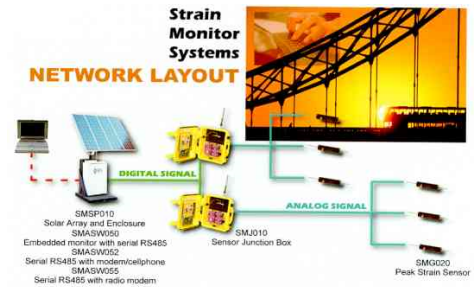 Strain
Monitor
Systems
NETWORK LAYOUT
DIGITAL SIGNAL
ANALOG SIGNAL
SMSP010
Solar Array and Enclosure
SMASW050
Embedded monitor with serial RS485
SMASW052
Serial RS485 with modem/cellphone
SMASW055
Serial RS485 with radio modem
SMJ010
Sensor Junction Box
SMG020
Peak Strain Sensor